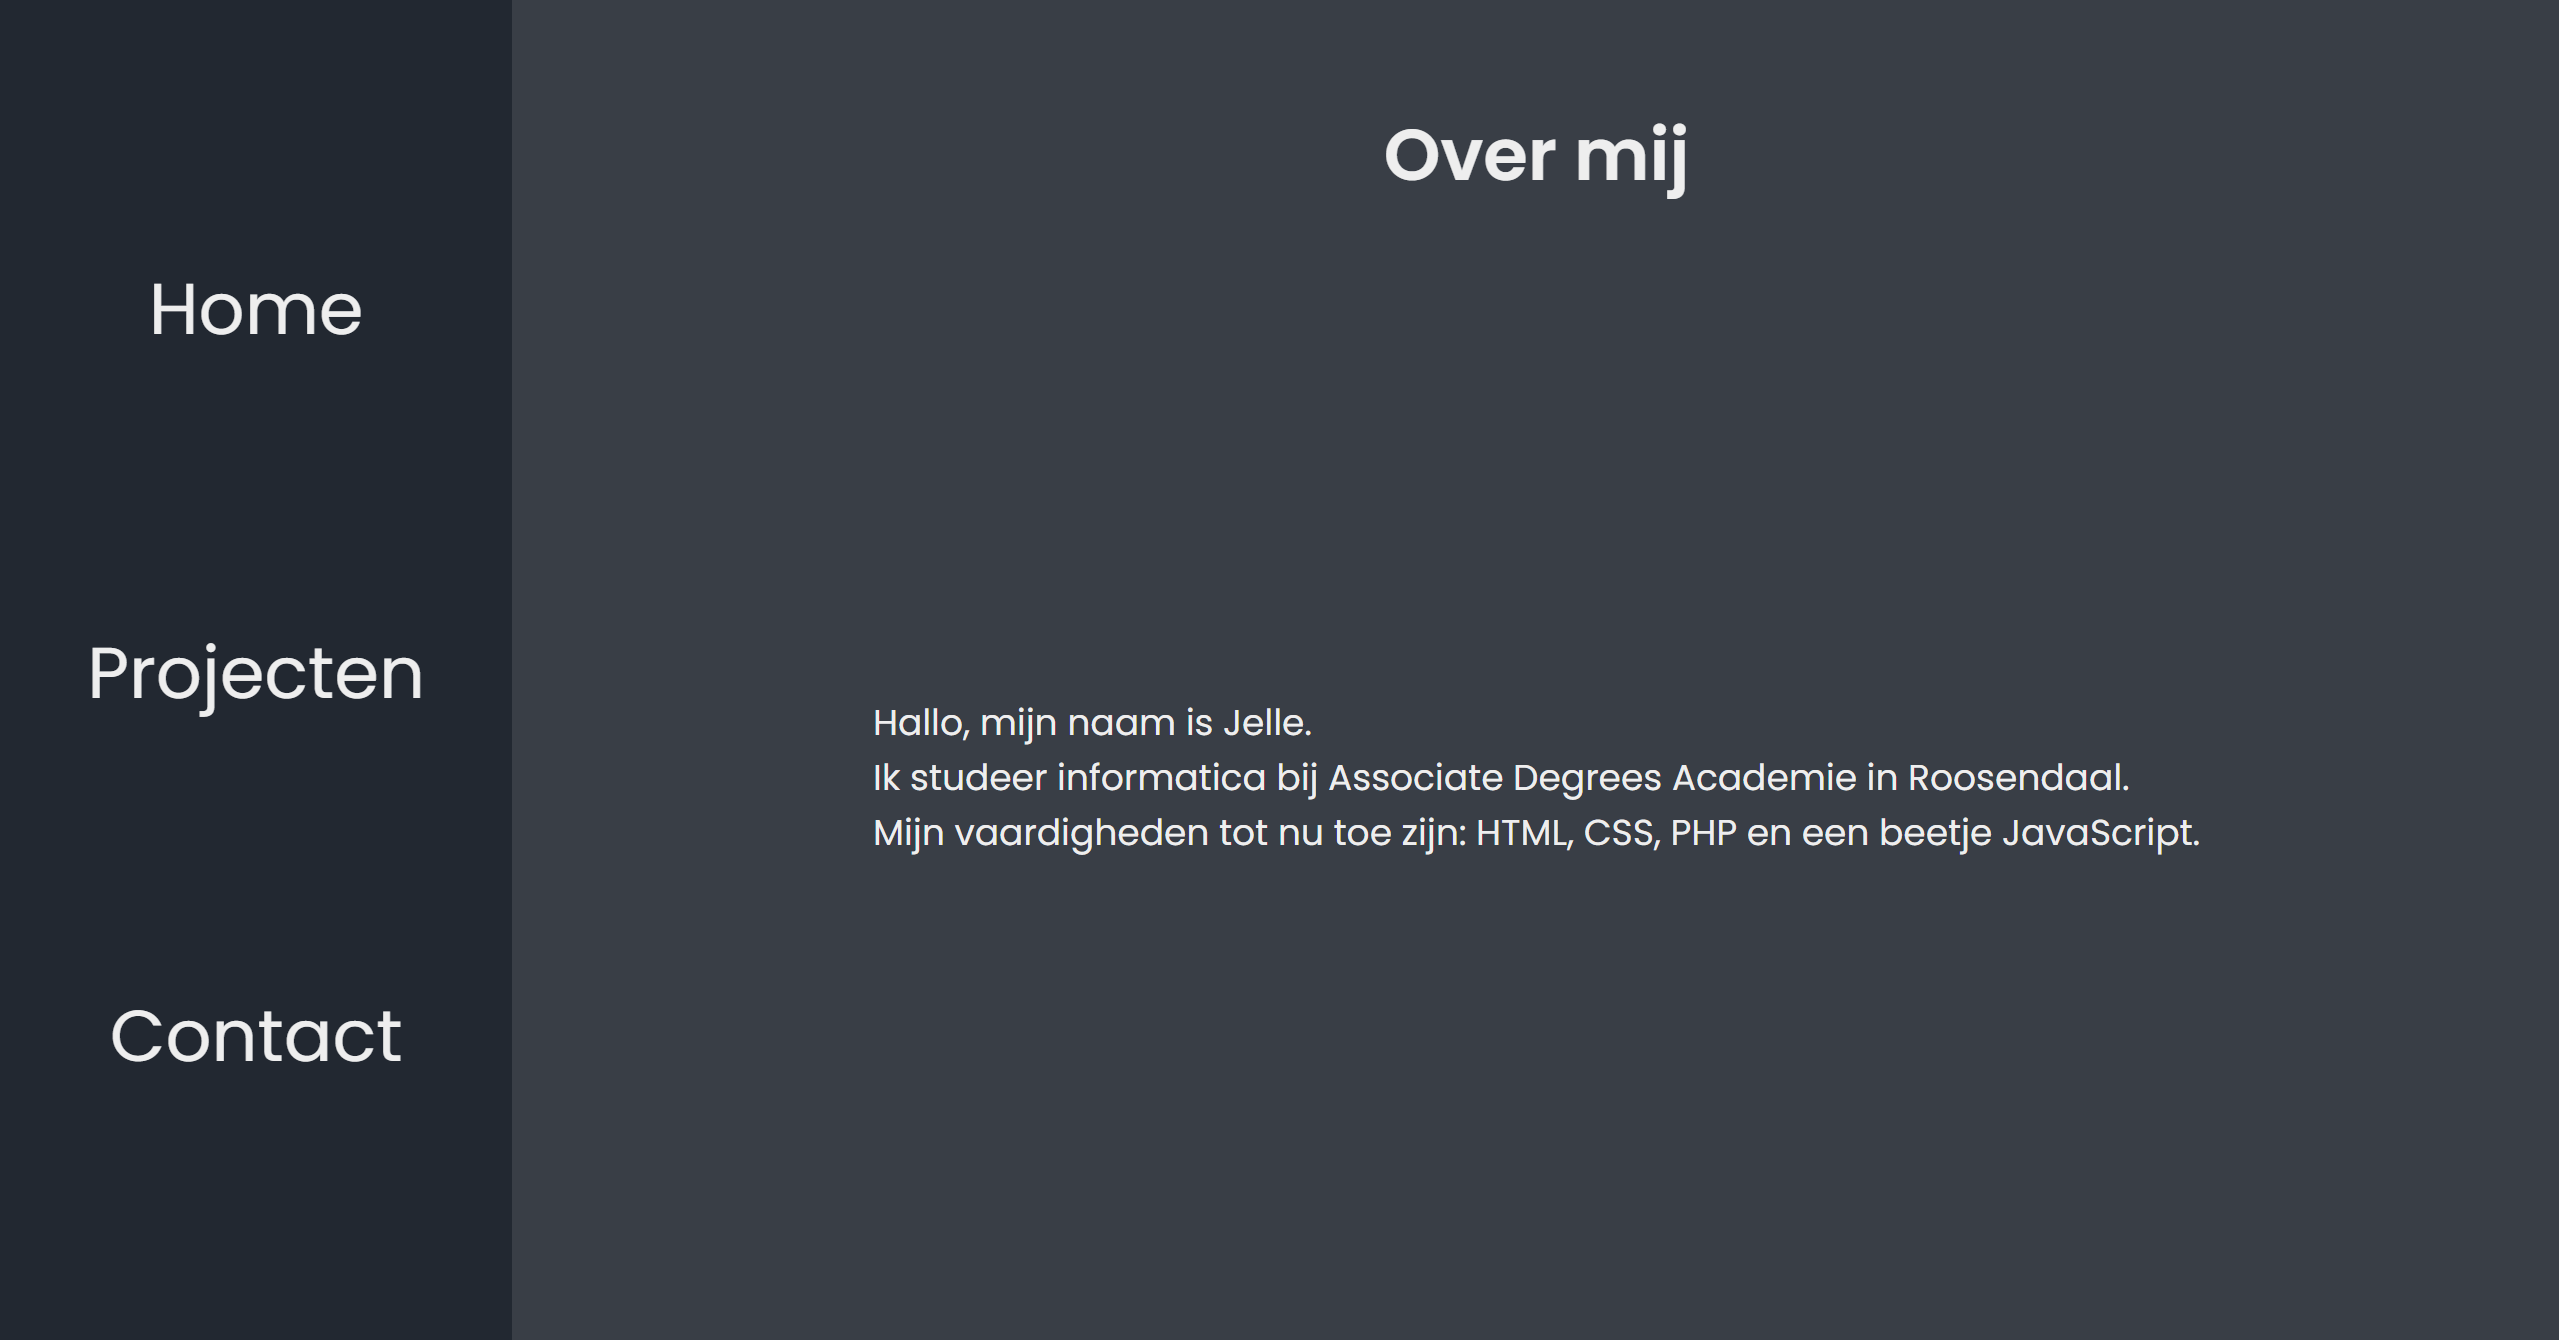 Home
Projecten
Contact
Over mij
Hallo, mijn naam is Jelle.
Ik studeer informatica bij Associate Degrees Academie in Roosendaal.
Mijn vaardigheden tot nu toe zijn: HTML, CSS, PHP en een beetje JavaScript.